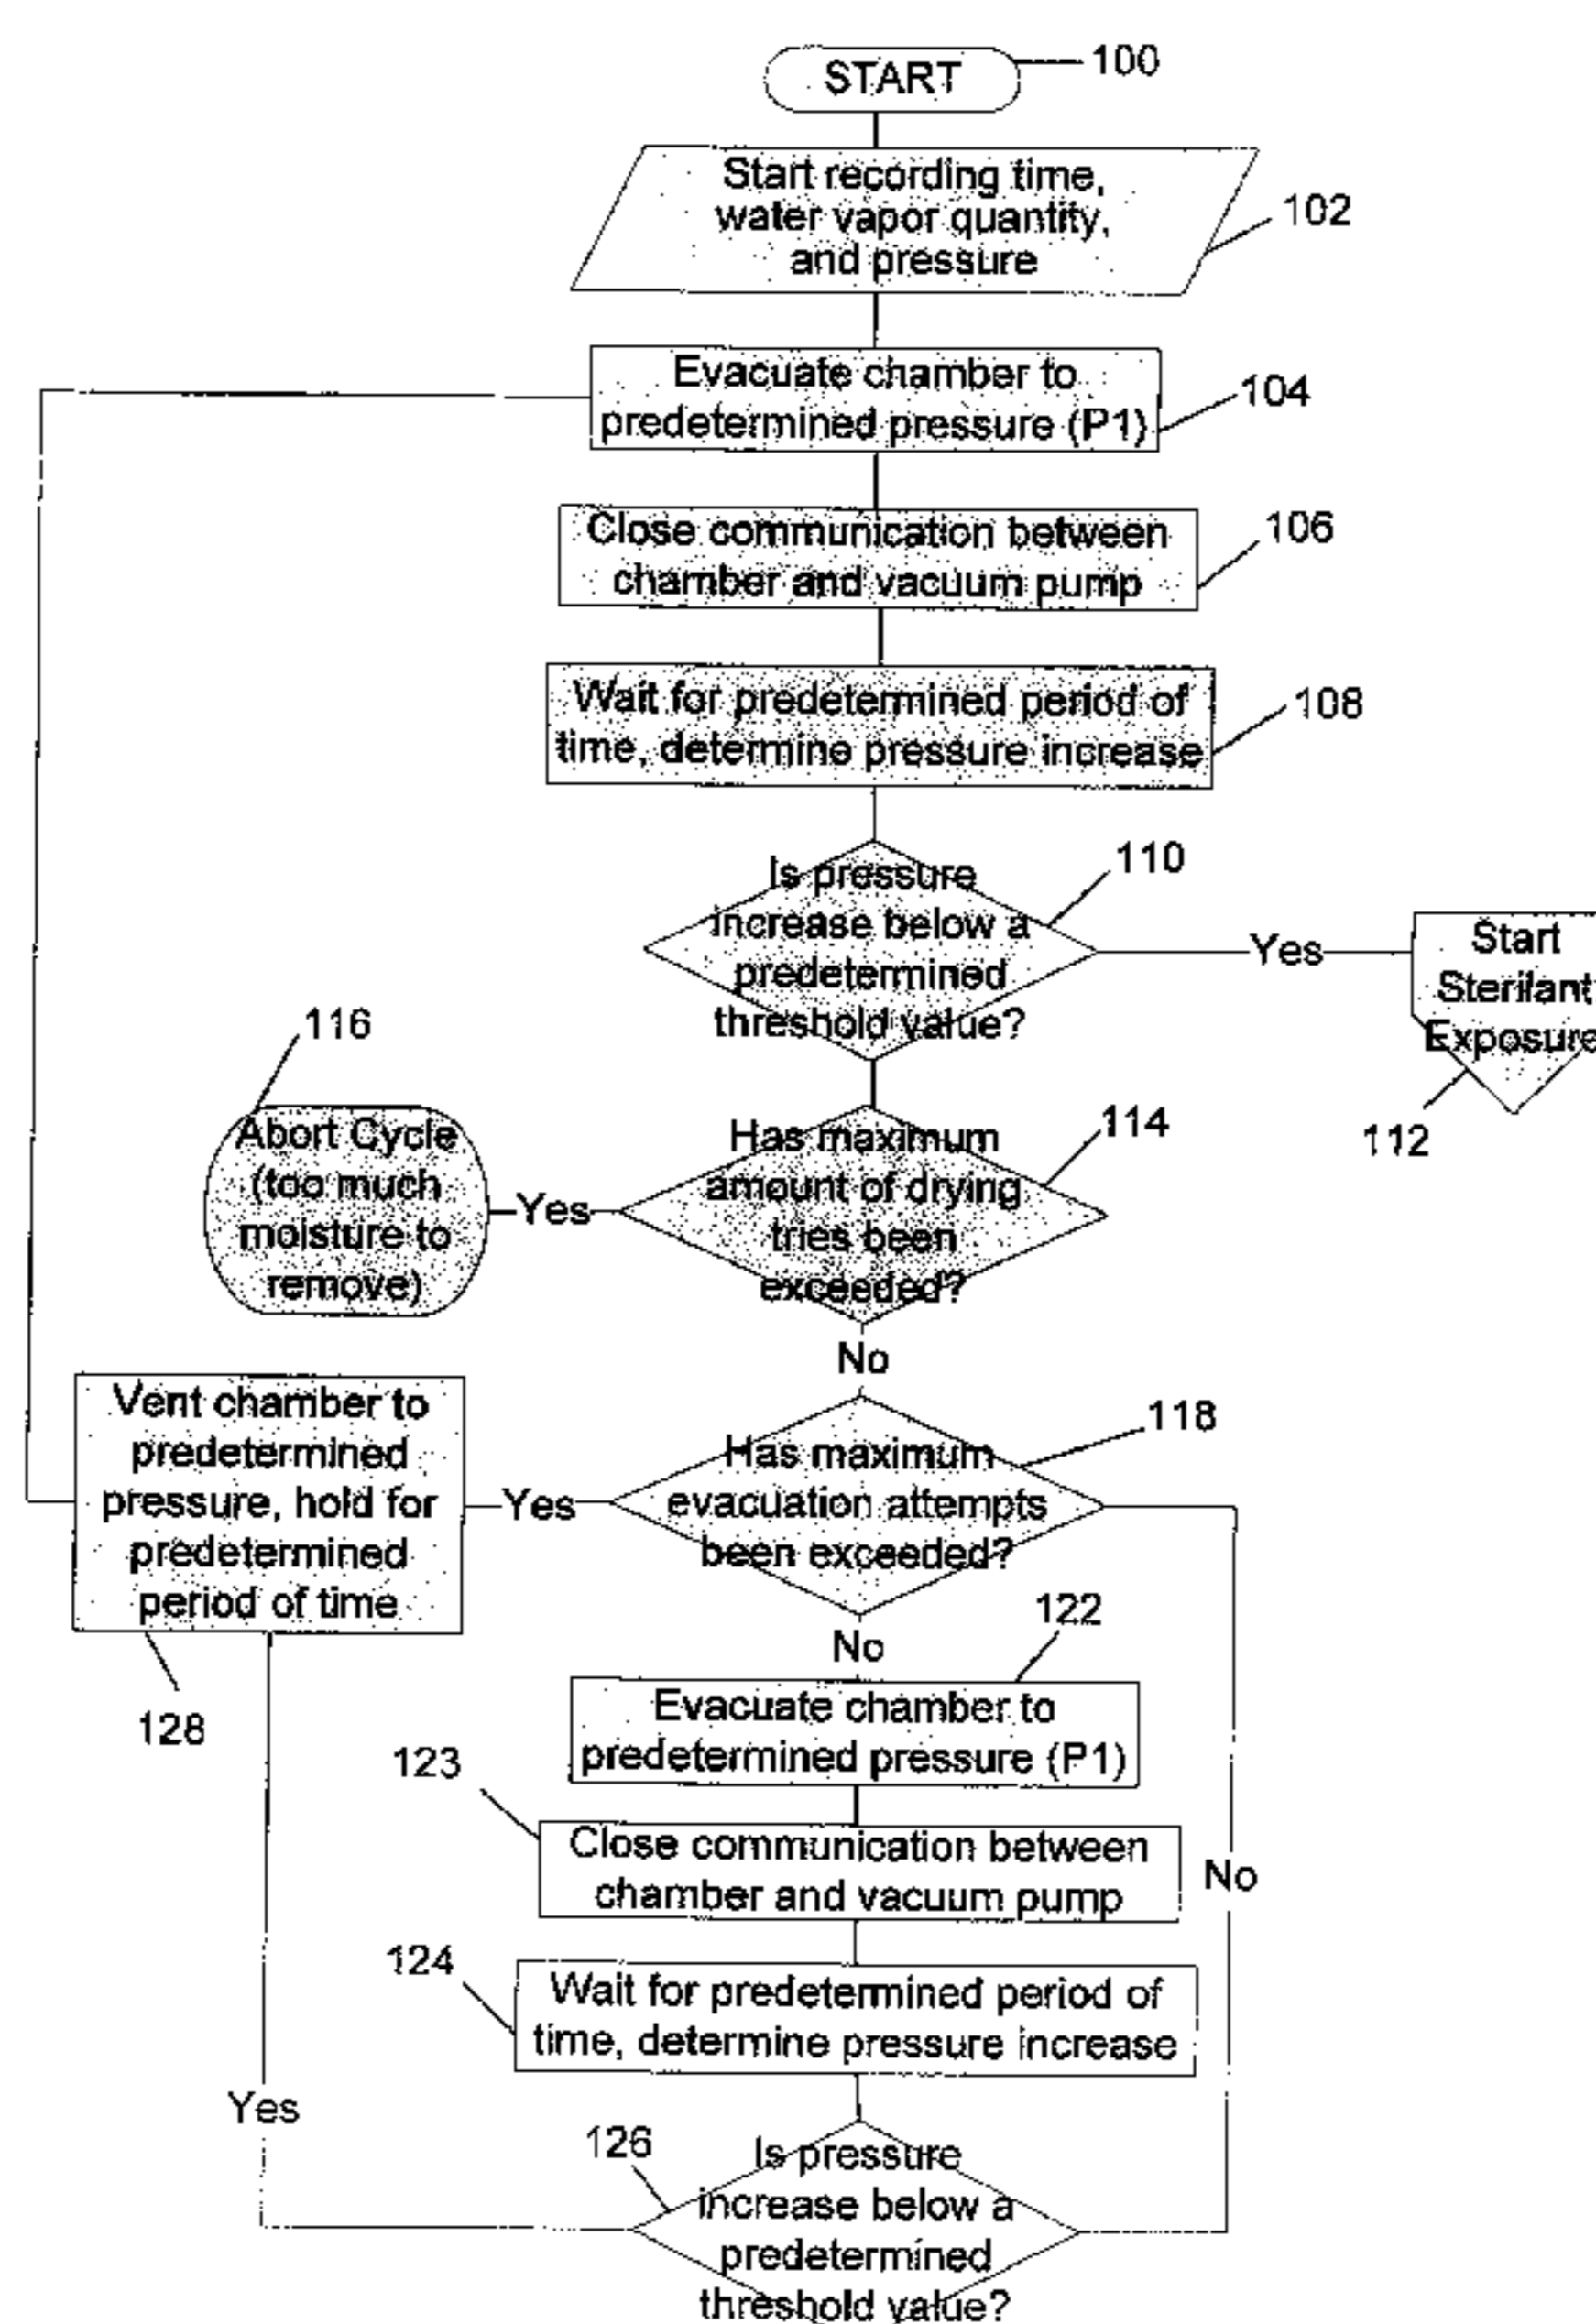 START
100
Start recording time,
water vapor quantity,
and pressure
102
Evacuate chamber to
predetermined pressure (P1)
104
Close communication between
chamber and vacuum pump
106
Wait for predetermined period of
time, determine pressure increase
108
Is pressure
increase below a
predetermined
threshold value?
110
Yes
Start
Sterilant
Exposure
112
116
Abort Cycle
(too much
moisture to
remove)
Yes
Has maximum
amount of drying
tries been
exceeded?
114
No
Vent chamber to
predetermined
pressure, hold for
predetermined
period of time
128
Yes
Has maximum
evacuation attempts
been exceeded?
118
No
122
Evacuate chamber to
predetermined pressure (P1)
123
Close communication between
chamber and vacuum pump
No
124
Wait for predetermined period of
time, determine pressure increase
Yes
126
Is pressure
increase below a
predetermined
threshold value?